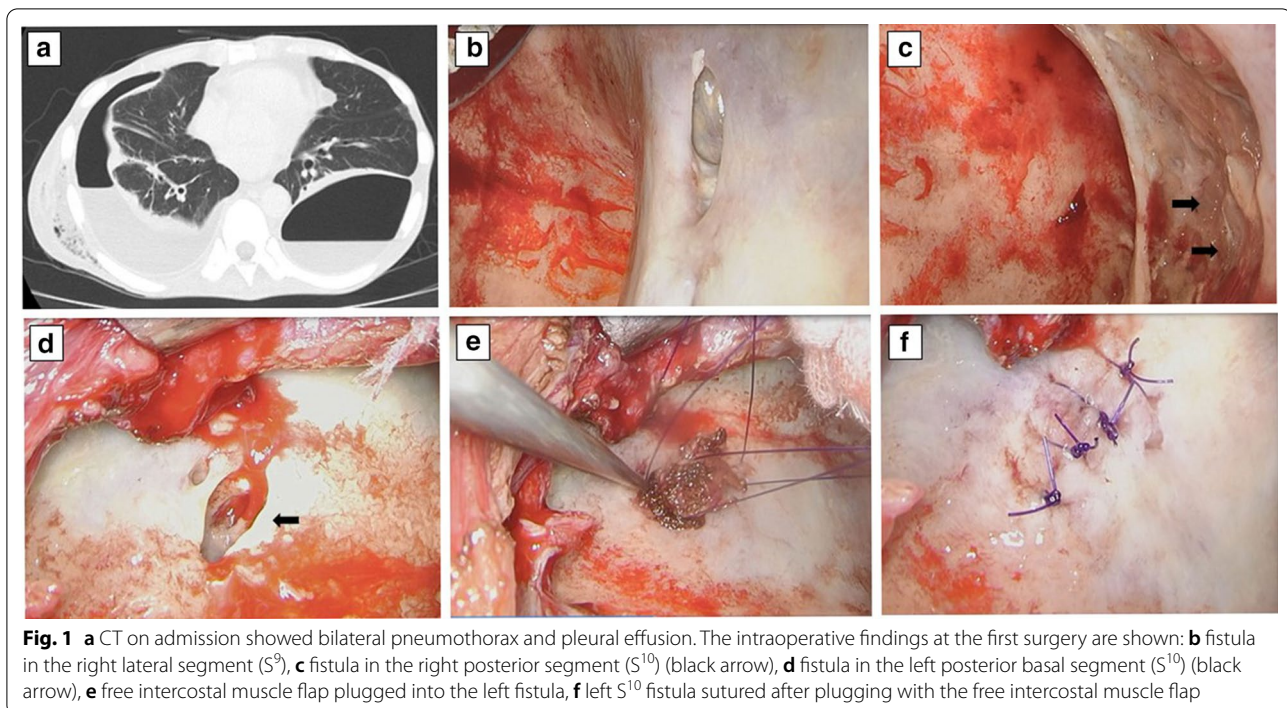 a
b
c
d
e
f
Fig. 1 a CT on admission showed bilateral pneumothorax and pleural effusion. The intraoperative findings at the first surgery are shown: b fistula
in the right lateral segment (S⁹), c fistula in the right posterior segment (S¹⁰) (black arrow), d fistula in the left posterior basal segment (S¹⁰) (black
arrow), e free intercostal muscle flap plugged into the left fistula, f left S¹⁰ fistula sutured after plugging with the free intercostal muscle flap